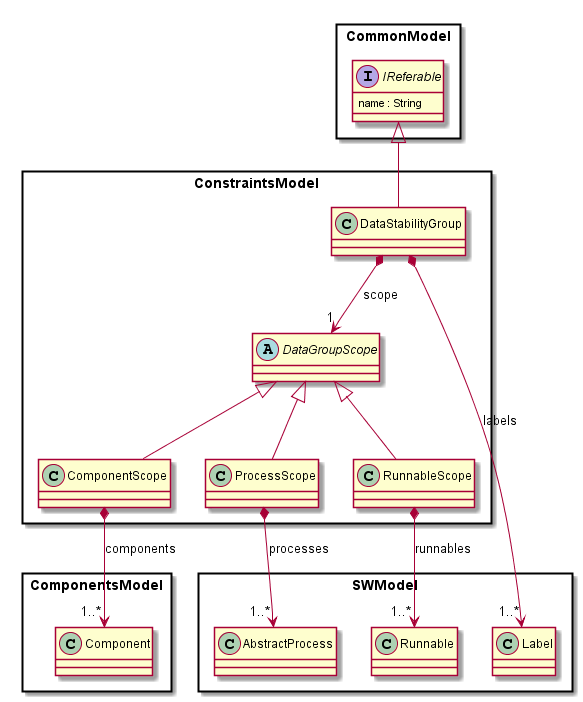 CommonModel
I IReferable
name : String
ConstraintsModel
C DataStabilityGroup
scope
1
A DataGroupScope
labels
C ComponentScope
C ProcessScope
C RunnableScope
components
processes
runnables
ComponentsModel
SWModel
1..*
1..*
1..*
1..*
C Component
C AbstractProcess
C Runnable
C Label